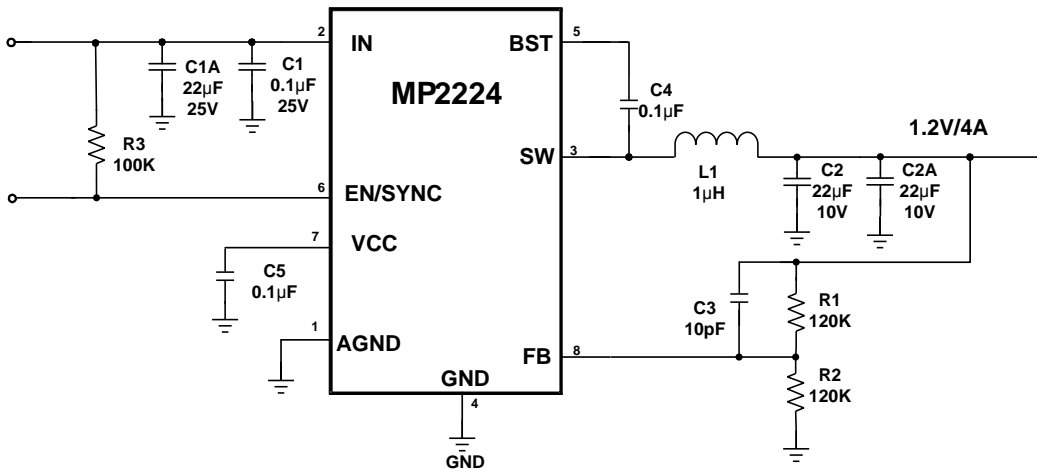 2
IN
C1A
22µF
25V
C1
0.1µF
25V
R3
100K
6
EN/SYNC
7
VCC
C5
0.1µF
1
AGND
MP2224
BST
5
C4
0.1µF
SW
3
L1
1µH
1.2V/4A
C2
22µF
10V
C2A
22µF
10V
C3
10pF
R1
120K
FB
8
R2
120K
GND
4
GND